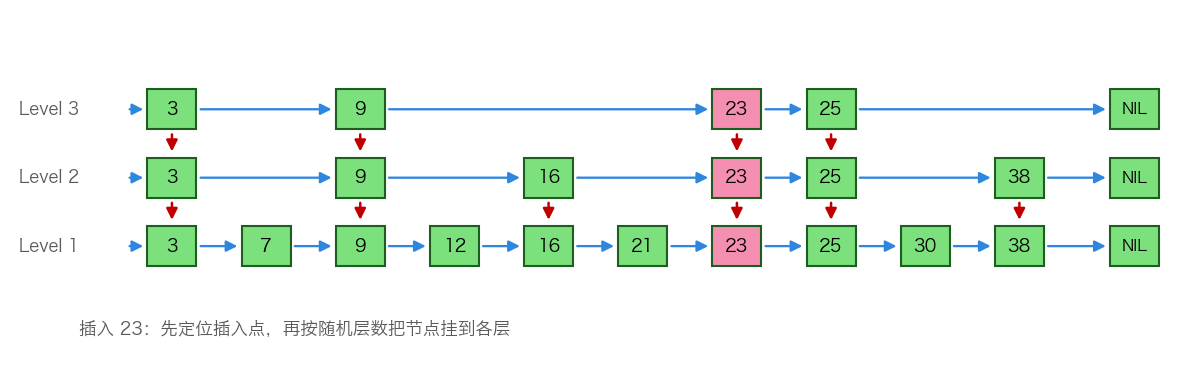 Level 3 3 9 23 25 NIL
Level 2 3 9 16 23 25 38 NIL
Level 1 3 7 9 12 16 21 23 25 30 38 NIL
插入 23：先定位插入点，再按随机层数把节点挂到各层